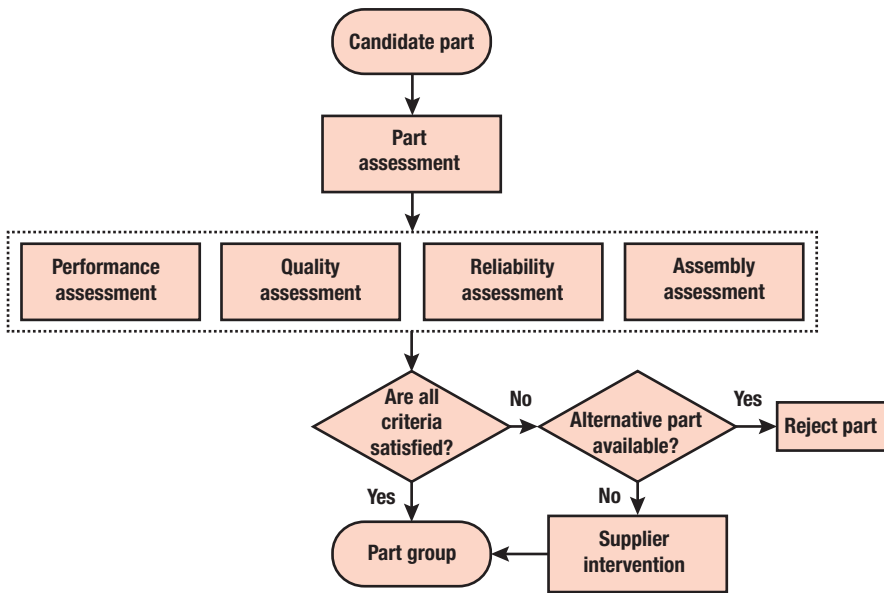 Candidate part
Part
assessment
Performance
assessment
Quality
assessment
Reliability
assessment
Assembly
assessment
Are all
criteria
satisfied?
No
Alternative part
available?
Yes
Reject part
Yes
No
Part group
Supplier
intervention